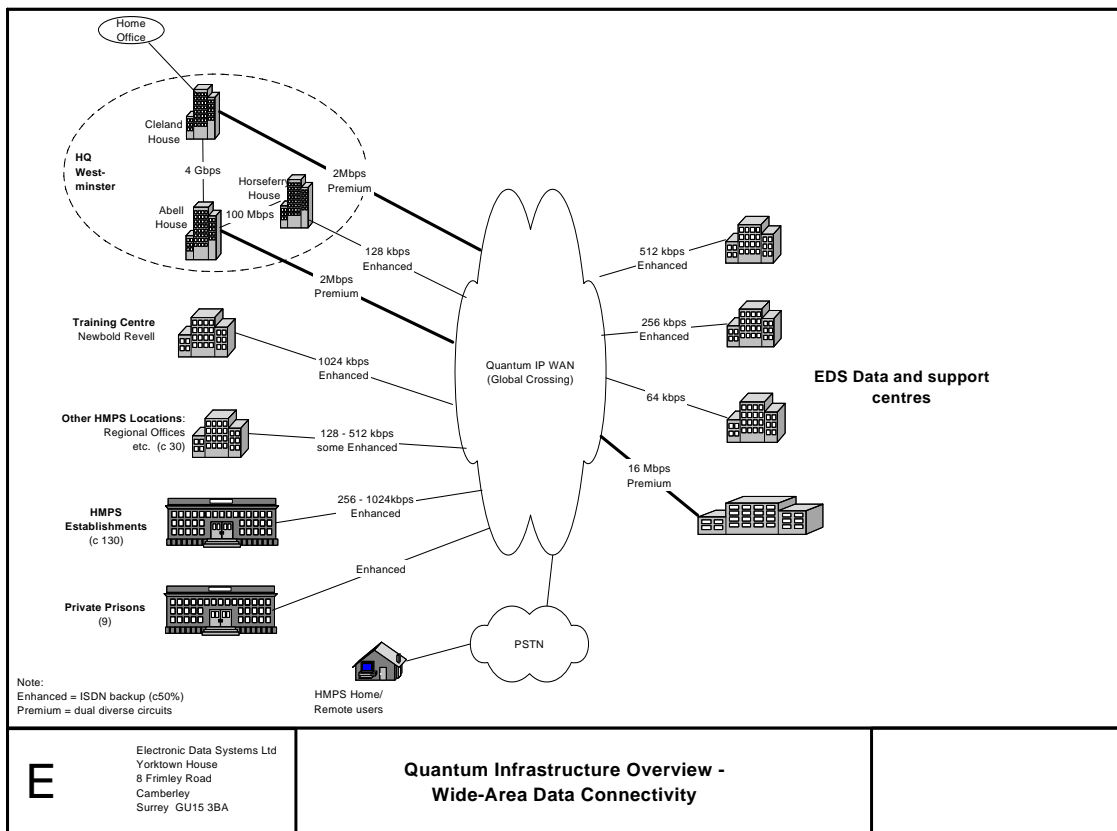 Home
Office
Cleland
House
HQ
West-
minster
4 Gbps
Horseferry
House
Abell
House
100 Mbps
2Mbps
Premium
128 kbps
Enhanced
2Mbps
Premium
Training Centre
Newbold Revell
1024 kbps
Enhanced
Other HMPS Locations:
Regional Offices
etc.  (c 30)
128 - 512 kbps
some Enhanced
HMPS
Establishments
(c 130)
256 - 1024kbps
Enhanced
Private Prisons
(9)
Enhanced
Quantum IP WAN
(Global Crossing)
512 kbps
Enhanced
256 kbps
Enhanced
64 kbps
EDS Data and support
centres
16 Mbps
Premium
PSTN
HMPS Home/
Remote users
Note:
Enhanced = ISDN backup (c50%)
Premium = dual diverse circuits
E
Electronic Data Systems Ltd
Yorktown House
8 Frimley Road
Camberley
Surrey  GU15 3BA
Quantum Infrastructure Overview -
Wide-Area Data Connectivity